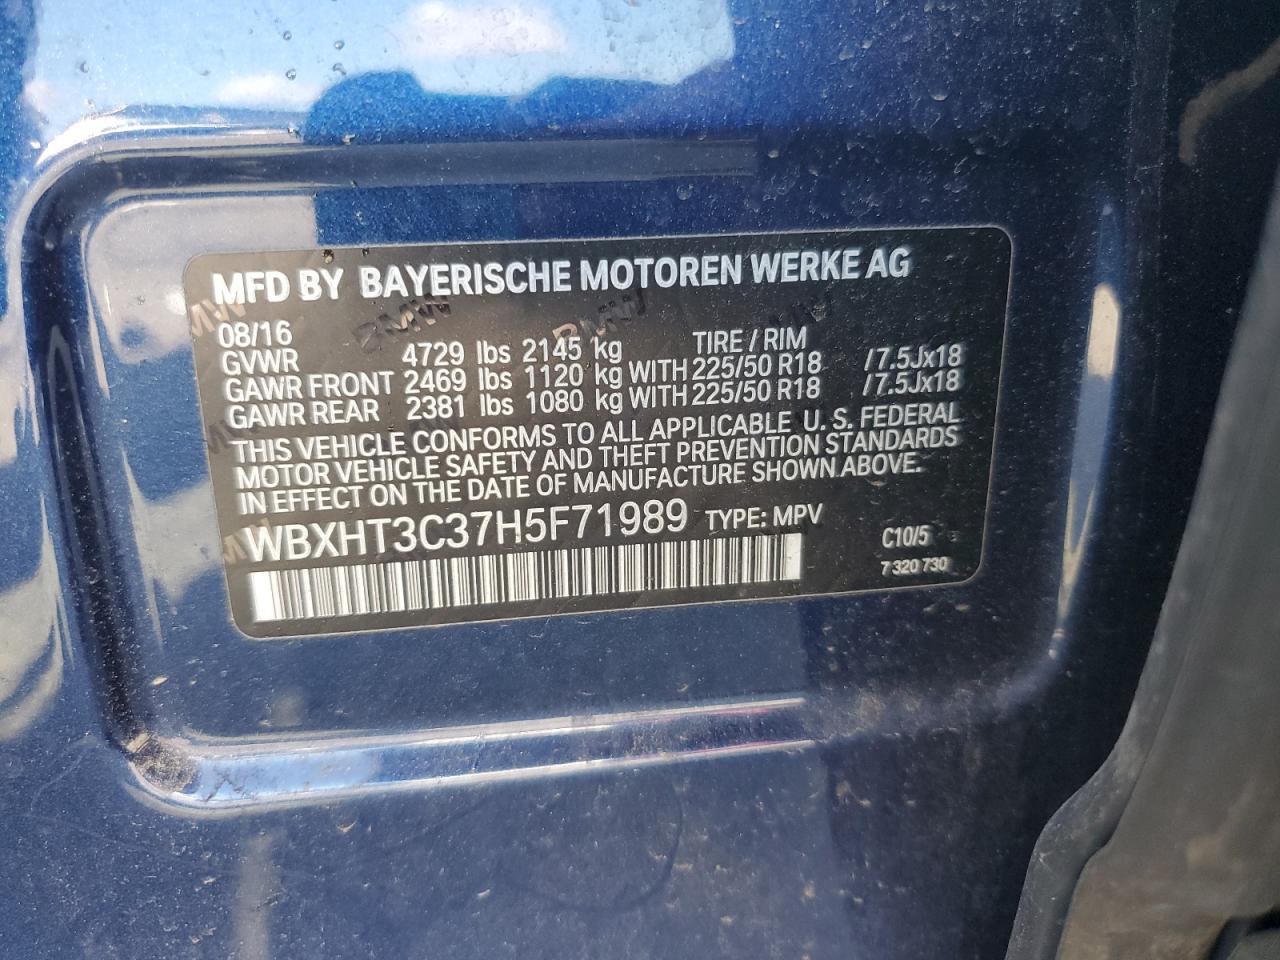 MFD BY BAYERISCHE MOTOREN WERKE AG
08/16 TIRE / RIM
GVWR 4729 lbs 2145 kg
GAWR FRONT 2469 lbs 1120 kg WITH 225/50 R18 /7.5Jx18
GAWR REAR 2381 lbs 1080 kg WITH 225/50 R18 /7.5Jx18
THIS VEHICLE CONFORMS TO ALL APPLICABLE U. S. FEDERAL
MOTOR VEHICLE SAFETY AND THEFT PREVENTION STANDARDS
IN EFFECT ON THE DATE OF MANUFACTURE SHOWN ABOVE.
WBXHT3C37H5F71989 TYPE: MPV
C10/5
7 320 730